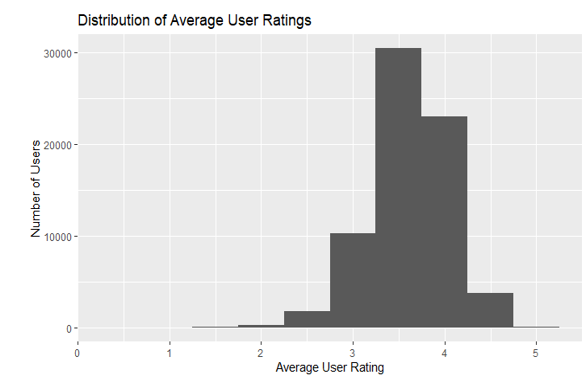 Distribution of Average User Ratings
Number of Users
30000
20000
10000
0
0 1 2 3 4 5
Average User Rating